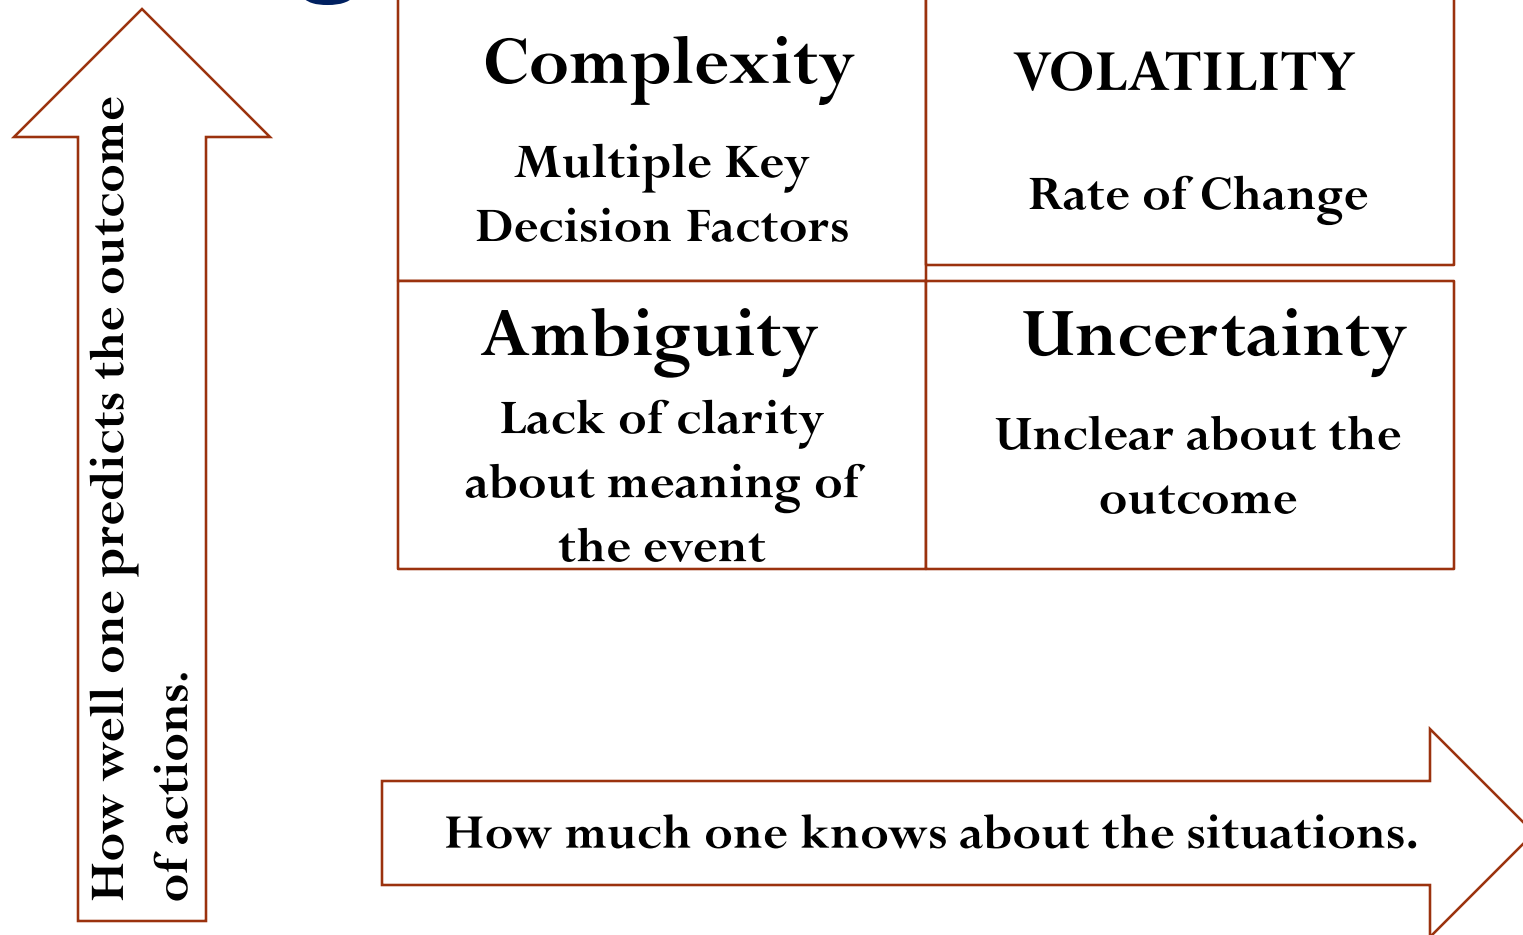 Complexity
Multiple Key
Decision Factors
VOLATILITY
Rate of Change
Ambiguity
Lack of clarity
about meaning of
the event
Uncertainty
Unclear about the
outcome
How well one predicts the outcome
of actions.
How much one knows about the situations.